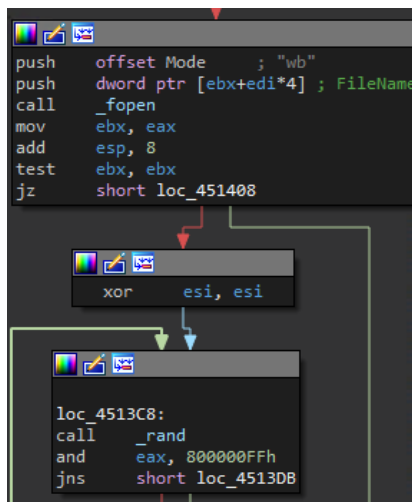 push offset Mode ; "wb"
push dword ptr [ebx+edi*4] ; FileName
call _fopen
mov ebx, eax
add esp, 8
test ebx, ebx
jz short loc_451408
xor esi, esi
loc_4513C8:
call _rand
and eax, 800000FFh
jns short loc_4513DB